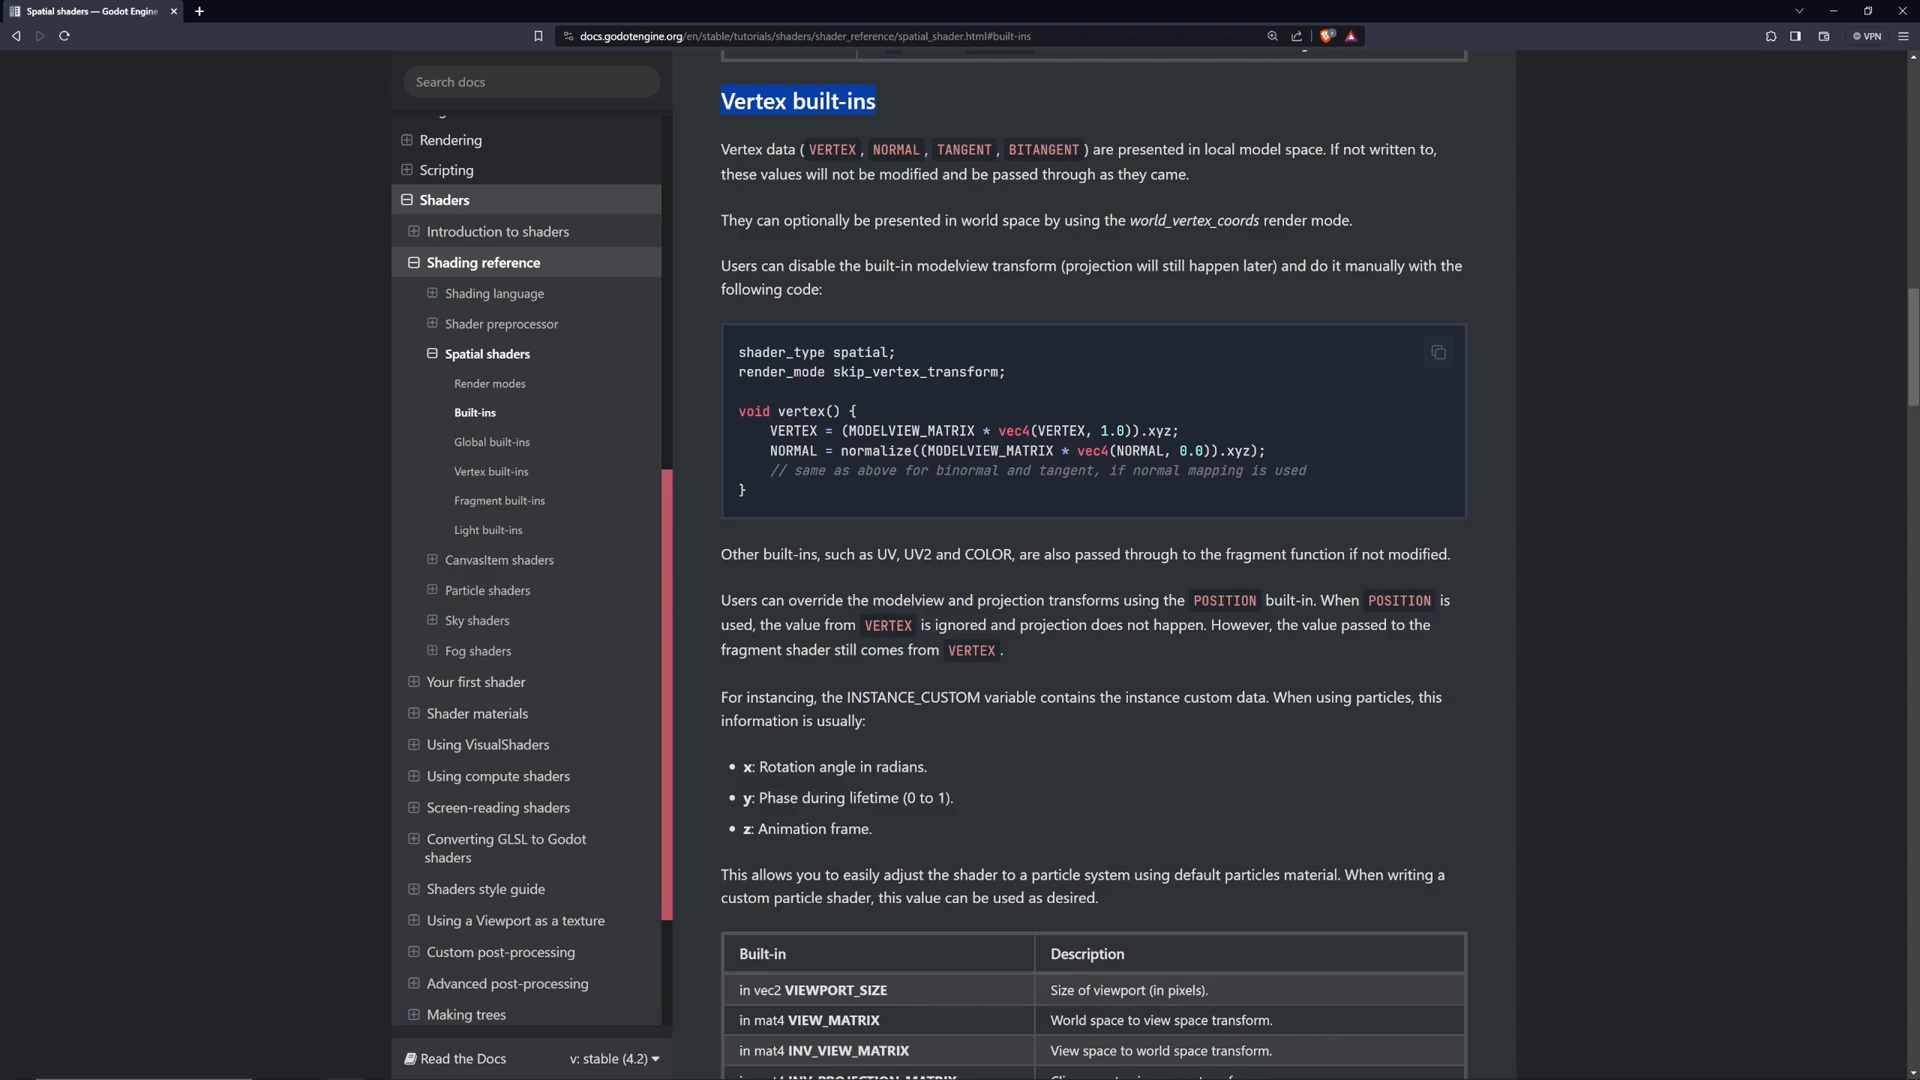 Spatial shaders — Godot Engine
docs.godotengine.org/en/stable/tutorials/shaders/shader_reference/spatial_shader.html#built-ins
1
VPN
Search docs
Rendering
Scripting
Shaders
Introduction to shaders
Shading reference
Shading language
Shader preprocessor
Spatial shaders
Render modes
Built-ins
Global built-ins
Vertex built-ins
Fragment built-ins
Light built-ins
CanvasItem shaders
Particle shaders
Sky shaders
Fog shaders
Your first shader
Shader materials
Using VisualShaders
Using compute shaders
Screen-reading shaders
Converting GLSL to Godot
shaders
Shaders style guide
Using a Viewport as a texture
Custom post-processing
Advanced post-processing
Making trees
Read the Docs
v: stable (4.2)
Vertex built-ins
Vertex data ( VERTEX , NORMAL , TANGENT , BITANGENT ) are presented in local model space. If not written to,
these values will not be modified and be passed through as they came.
They can optionally be presented in world space by using the world_vertex_coords render mode.
Users can disable the built-in modelview transform (projection will still happen later) and do it manually with the
following code:
shader_type spatial;
render_mode skip_vertex_transform;
void vertex() {
VERTEX = (MODELVIEW_MATRIX * vec4(VERTEX, 1.0)).xyz;
NORMAL = normalize((MODELVIEW_MATRIX * vec4(NORMAL, 0.0)).xyz);
// same as above for binormal and tangent, if normal mapping is used
}
Other built-ins, such as UV, UV2 and COLOR, are also passed through to the fragment function if not modified.
Users can override the modelview and projection transforms using the POSITION built-in. When POSITION is
used, the value from VERTEX is ignored and projection does not happen. However, the value passed to the
fragment shader still comes from VERTEX .
For instancing, the INSTANCE_CUSTOM variable contains the instance custom data. When using particles, this
information is usually:
• x: Rotation angle in radians.
• y: Phase during lifetime (0 to 1).
• z: Animation frame.
This allows you to easily adjust the shader to a particle system using default particles material. When writing a
custom particle shader, this value can be used as desired.
Built-in Description
in vec2 VIEWPORT_SIZE Size of viewport (in pixels).
in mat4 VIEW_MATRIX World space to view space transform.
in mat4 INV_VIEW_MATRIX View space to world space transform.